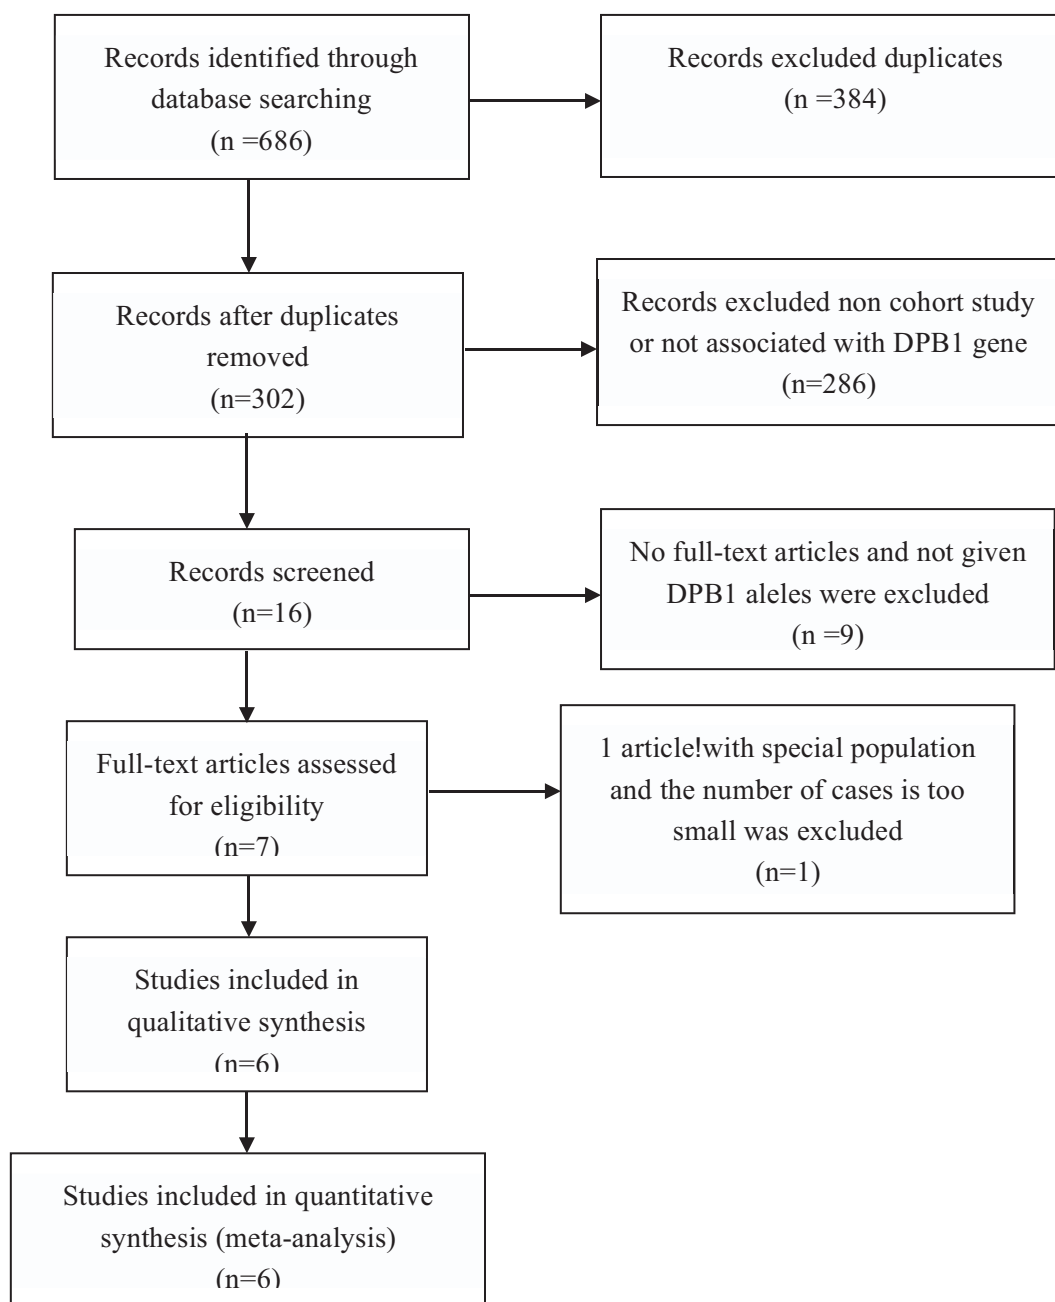 Records identified through
database searching
(n =686)
Records excluded duplicates
(n =384)
Records after duplicates
removed
(n=302)
Records excluded non cohort study
or not associated with DPB1 gene
(n=286)
Records screened
(n=16)
No full-text articles and not given
DPB1 aleles were excluded
(n =9)
Full-text articles assessed
for eligibility
(n=7)
1 article!with special population
and the number of cases is too
small was excluded
(n=1)
Studies included in
qualitative synthesis
(n=6)
Studies included in quantitative
synthesis (meta-analysis)
(n=6)